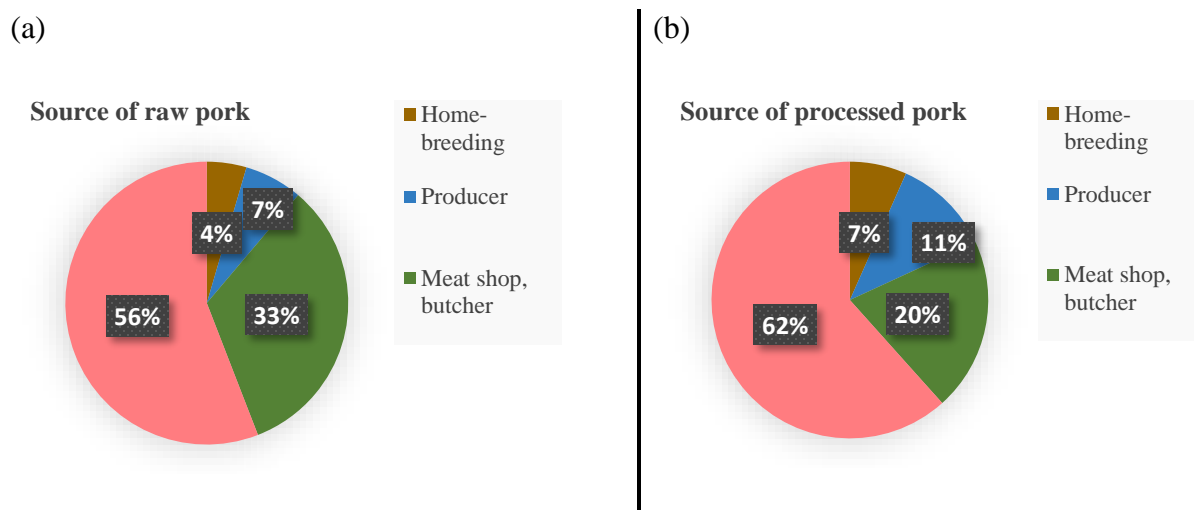 (a)
Source of raw pork
Home-
breeding
Producer
Meat shop,
butcher
7%
4%
56%
33%
(b)
Source of processed pork
Home-
breeding
Producer
Meat shop,
butcher
7%
11%
62%
20%